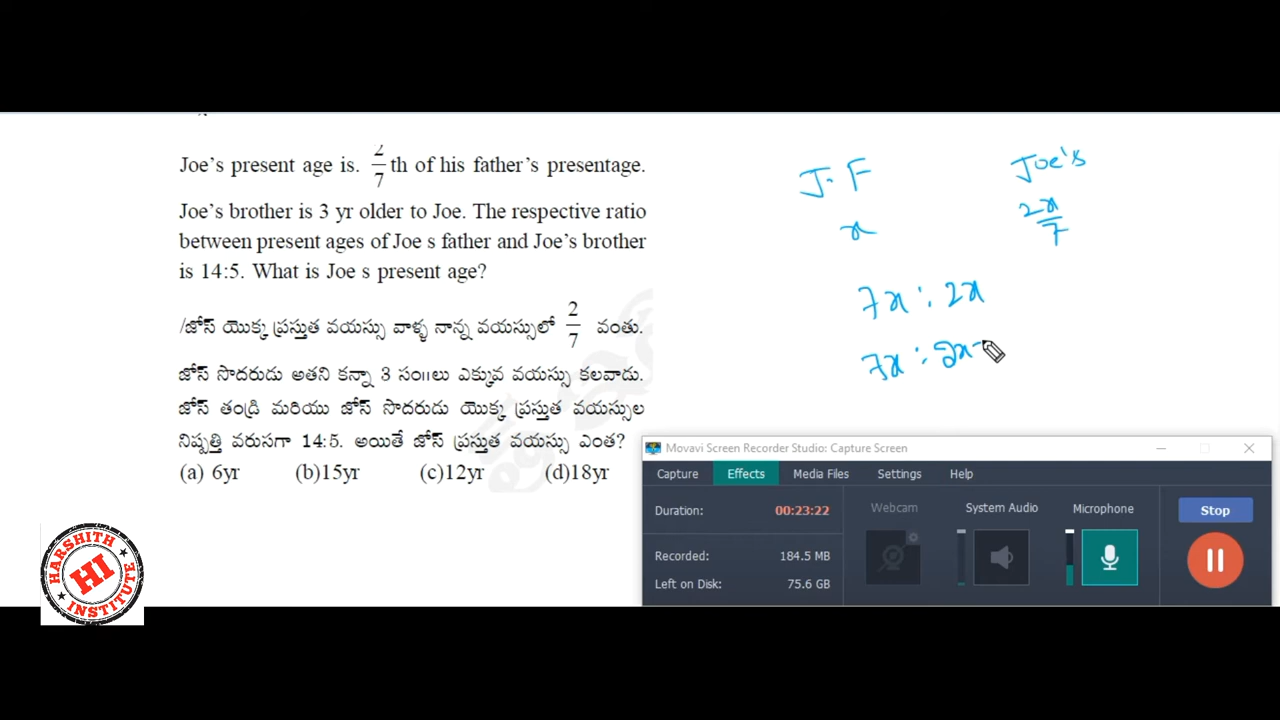 Joe's present age is. 2/7 th of his father's presentage.
Joe's brother is 3 yr older to Joe. The respective ratio
between present ages of Joe s father and Joe's brother
is 14:5. What is Joe s present age?
/జోస్ యొక్క ప్రస్తుత వయస్సు వాళ్ళ నాన్న వయస్సులో 2/7 వంతు.
జోస్ సొదరుడు అతని కన్నా 3 సం॥లు ఎక్కువ వయస్సు కలవాడు.
జోస్ తండ్రి మరియు జోస్ సొదరుడు యొక్క ప్రస్తుత వయస్సుల
నిష్పత్తి వరుసగా 14:5. అయితే జోస్ ప్రస్తుత వయస్సు ఎంత?
(a) 6yr (b)15yr (c)12yr (d)18yr
J. F Joe's
x 2x/7
7x : 2x
7x : 2x
Movavi Screen Recorder Studio: Capture Screen
Capture Effects Media Files Settings Help
Duration: 00:23:22
Recorded: 184.5 MB
Left on Disk: 75.6 GB
Webcam System Audio Microphone
Stop
HARSHITH
HI
INSTITUTE